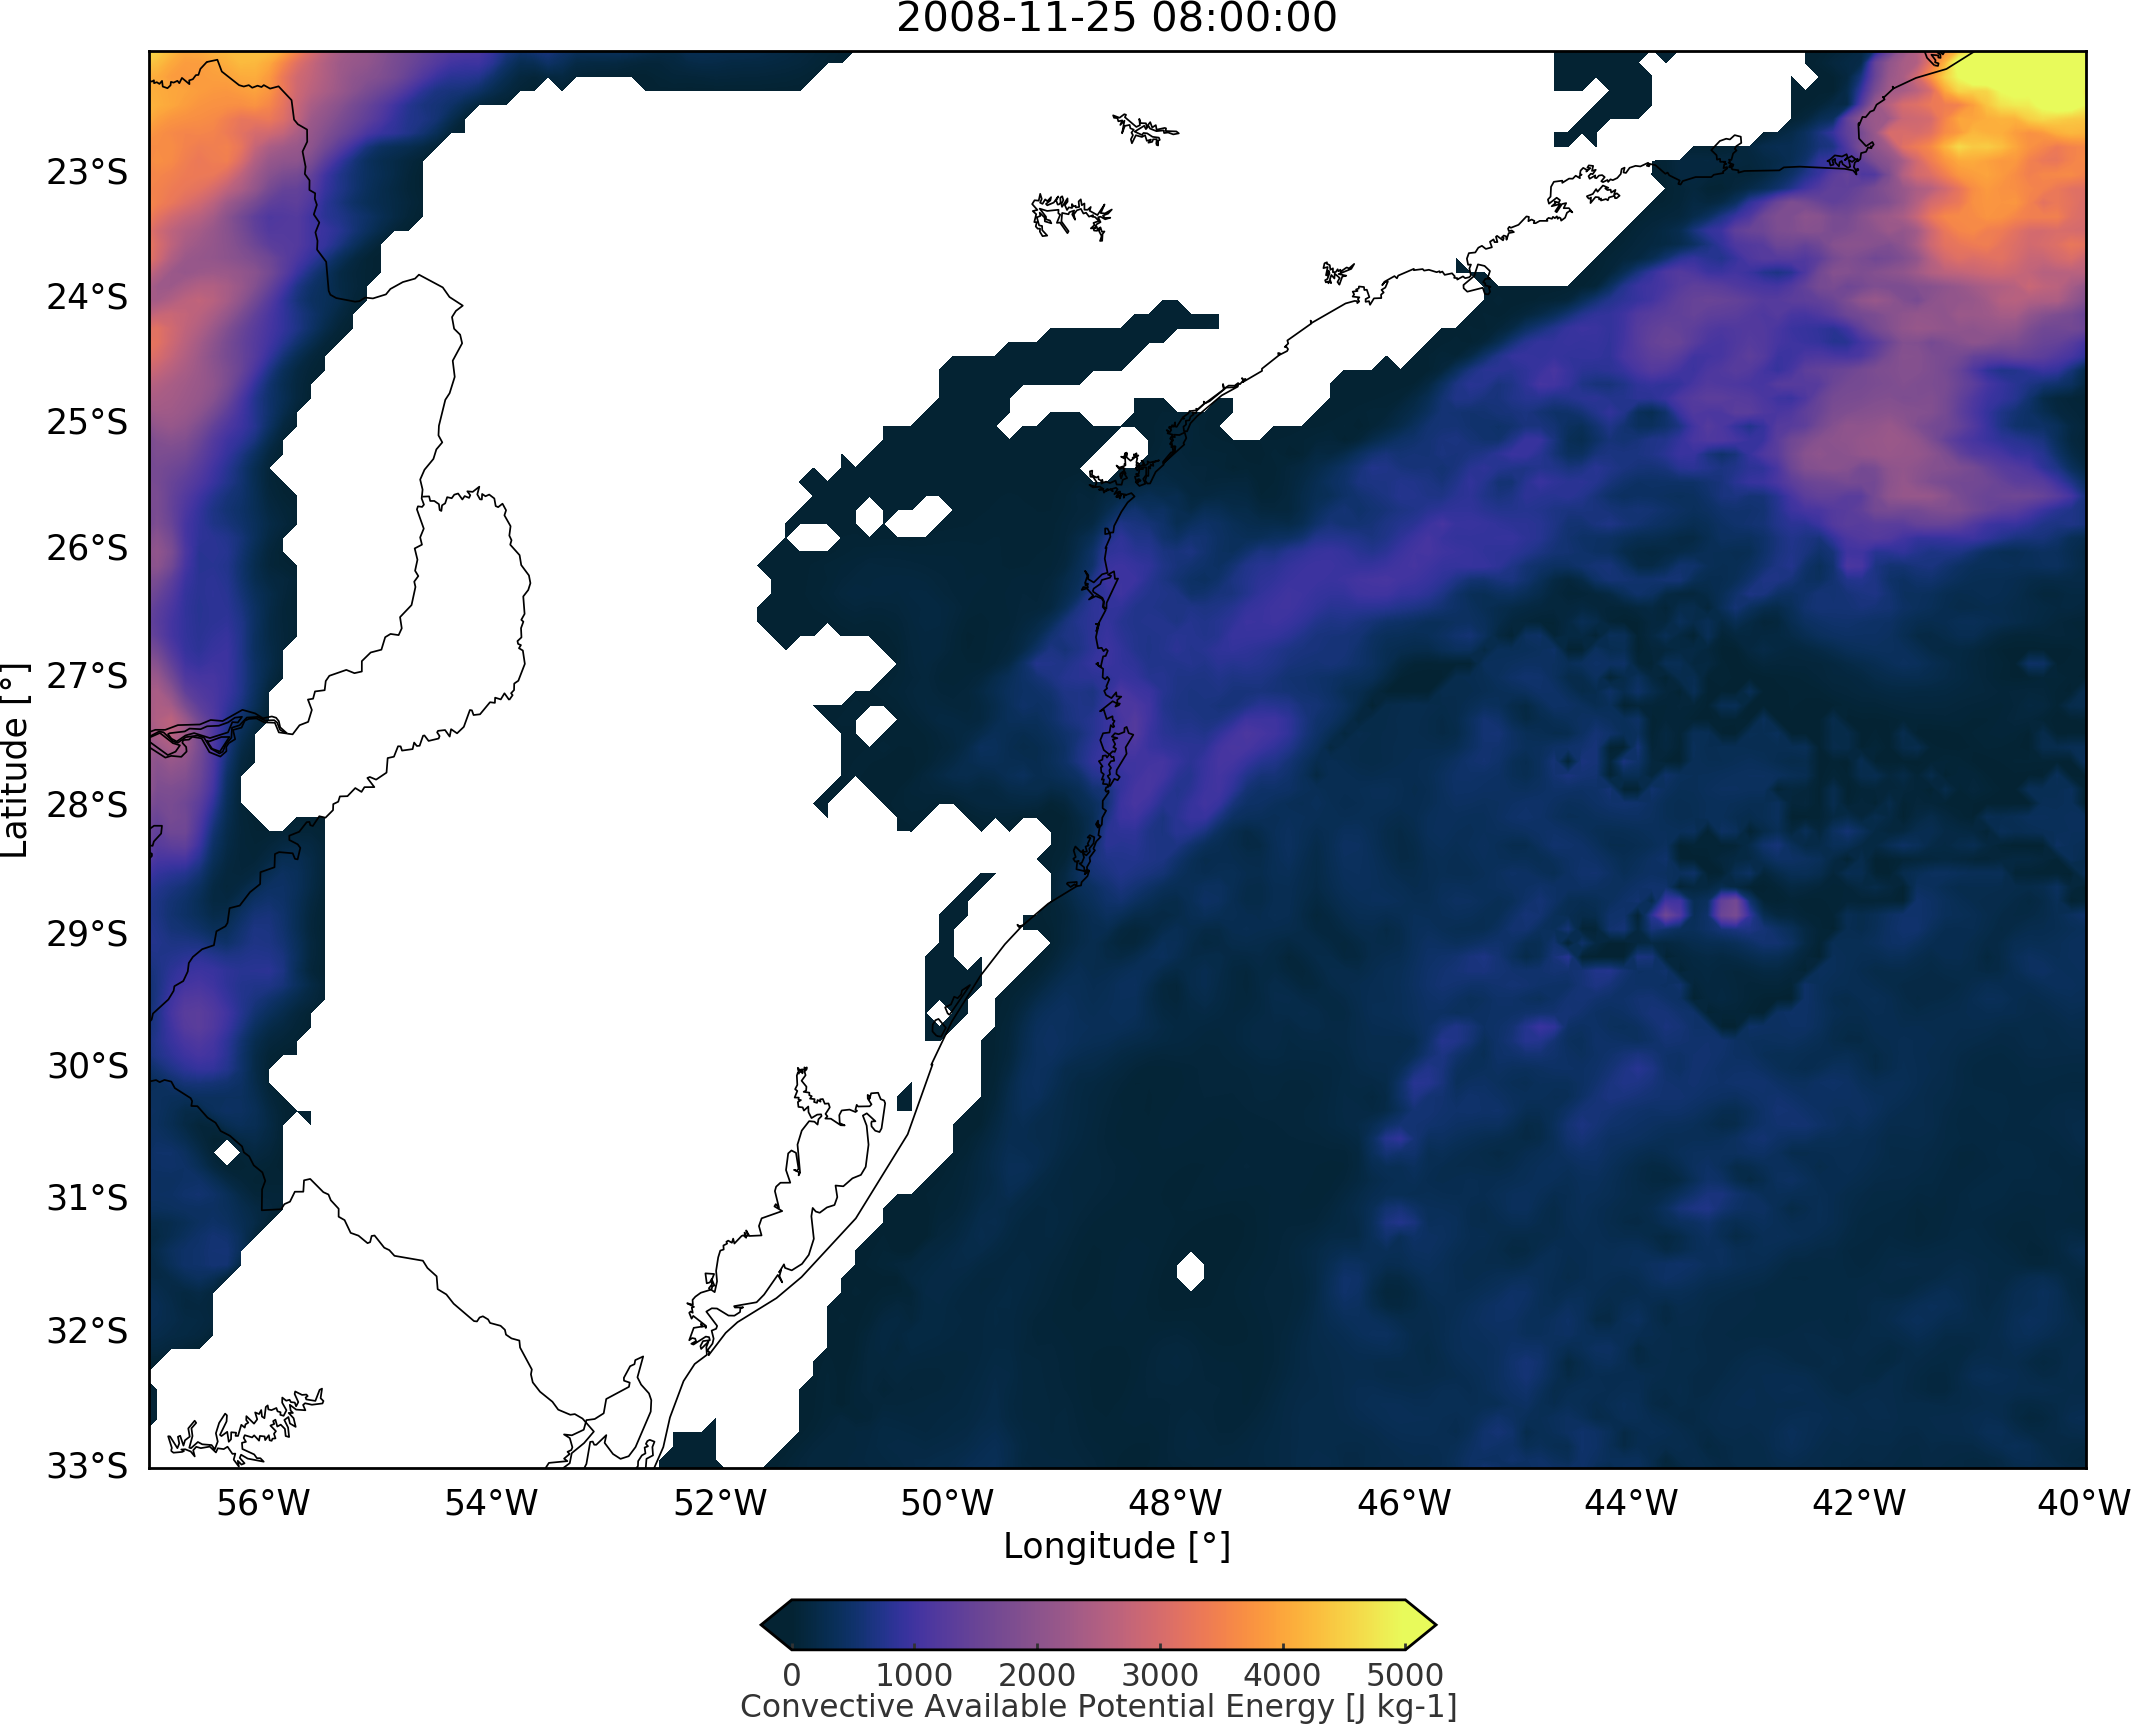 2008-11-25 08:00:00
23°S
24°S
25°S
26°S
27°S
28°S
29°S
30°S
31°S
32°S
33°S
Latitude [°]
56°W 54°W 52°W 50°W 48°W 46°W 44°W 42°W 40°W
Longitude [°]
0 1000 2000 3000 4000 5000
Convective Available Potential Energy [J kg-1]